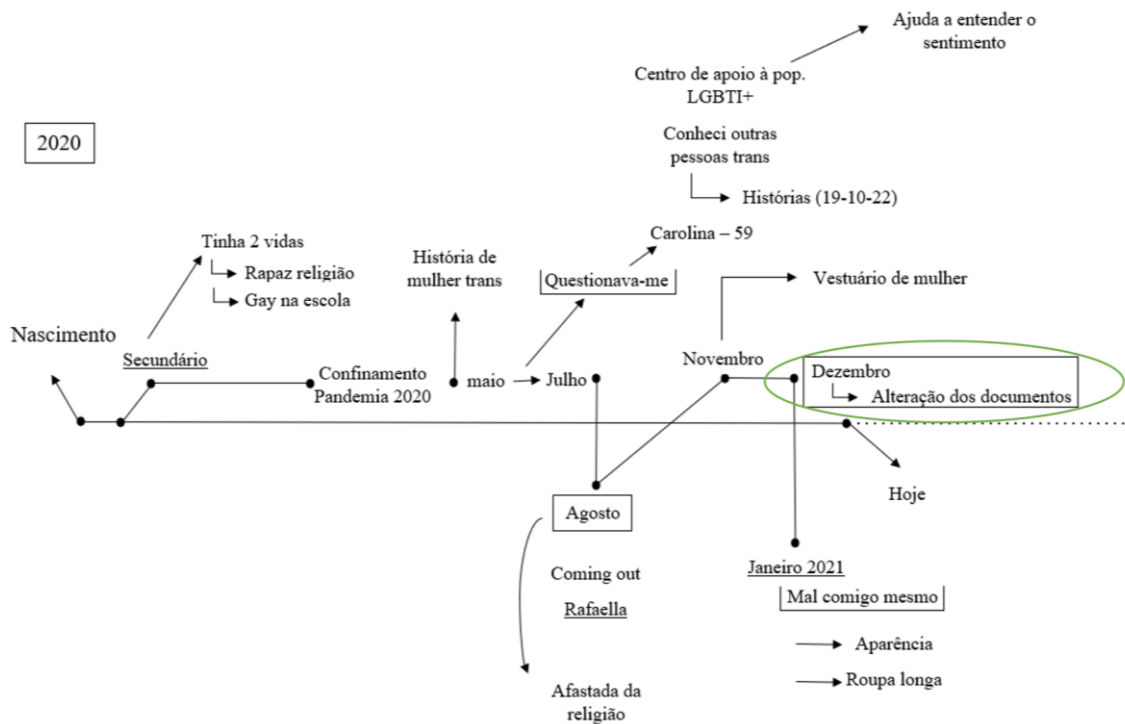 Ajuda a entender o
sentimento
Centro de apoio à pop.
LGBTI+
2020
Conheci outras
pessoas trans
Histórias (19-10-22)
Carolina – 59
Tinha 2 vidas
Rapaz religião
Gay na escola
História de
mulher trans
Questionava-me
Vestuário de mulher
Nascimento
Secundário
Confinamento
Pandemia 2020
maio
Julho
Novembro
Dezembro
Alteração dos documentos
Hoje
Agosto
Coming out
Rafaella
Afastada da
religião
Janeiro 2021
Mal comigo mesmo
Aparência
Roupa longa